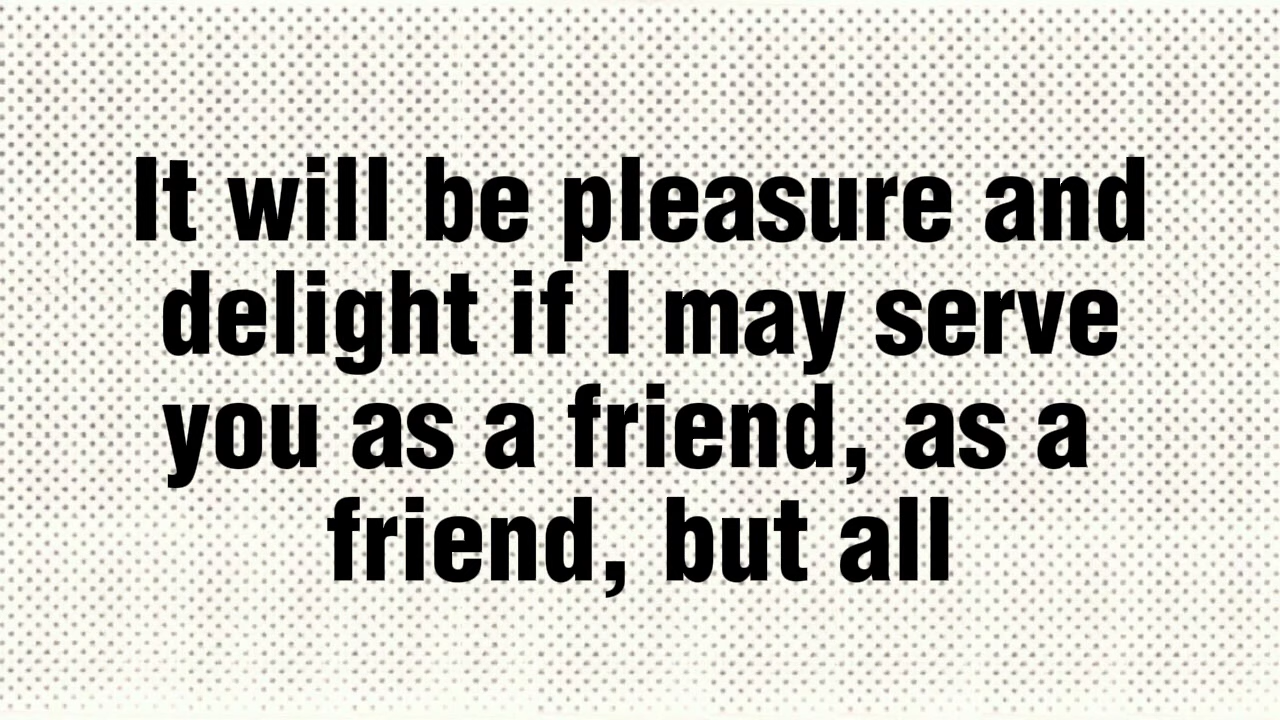 It will be pleasure and
delight if I may serve
you as a friend, as a
friend, but all